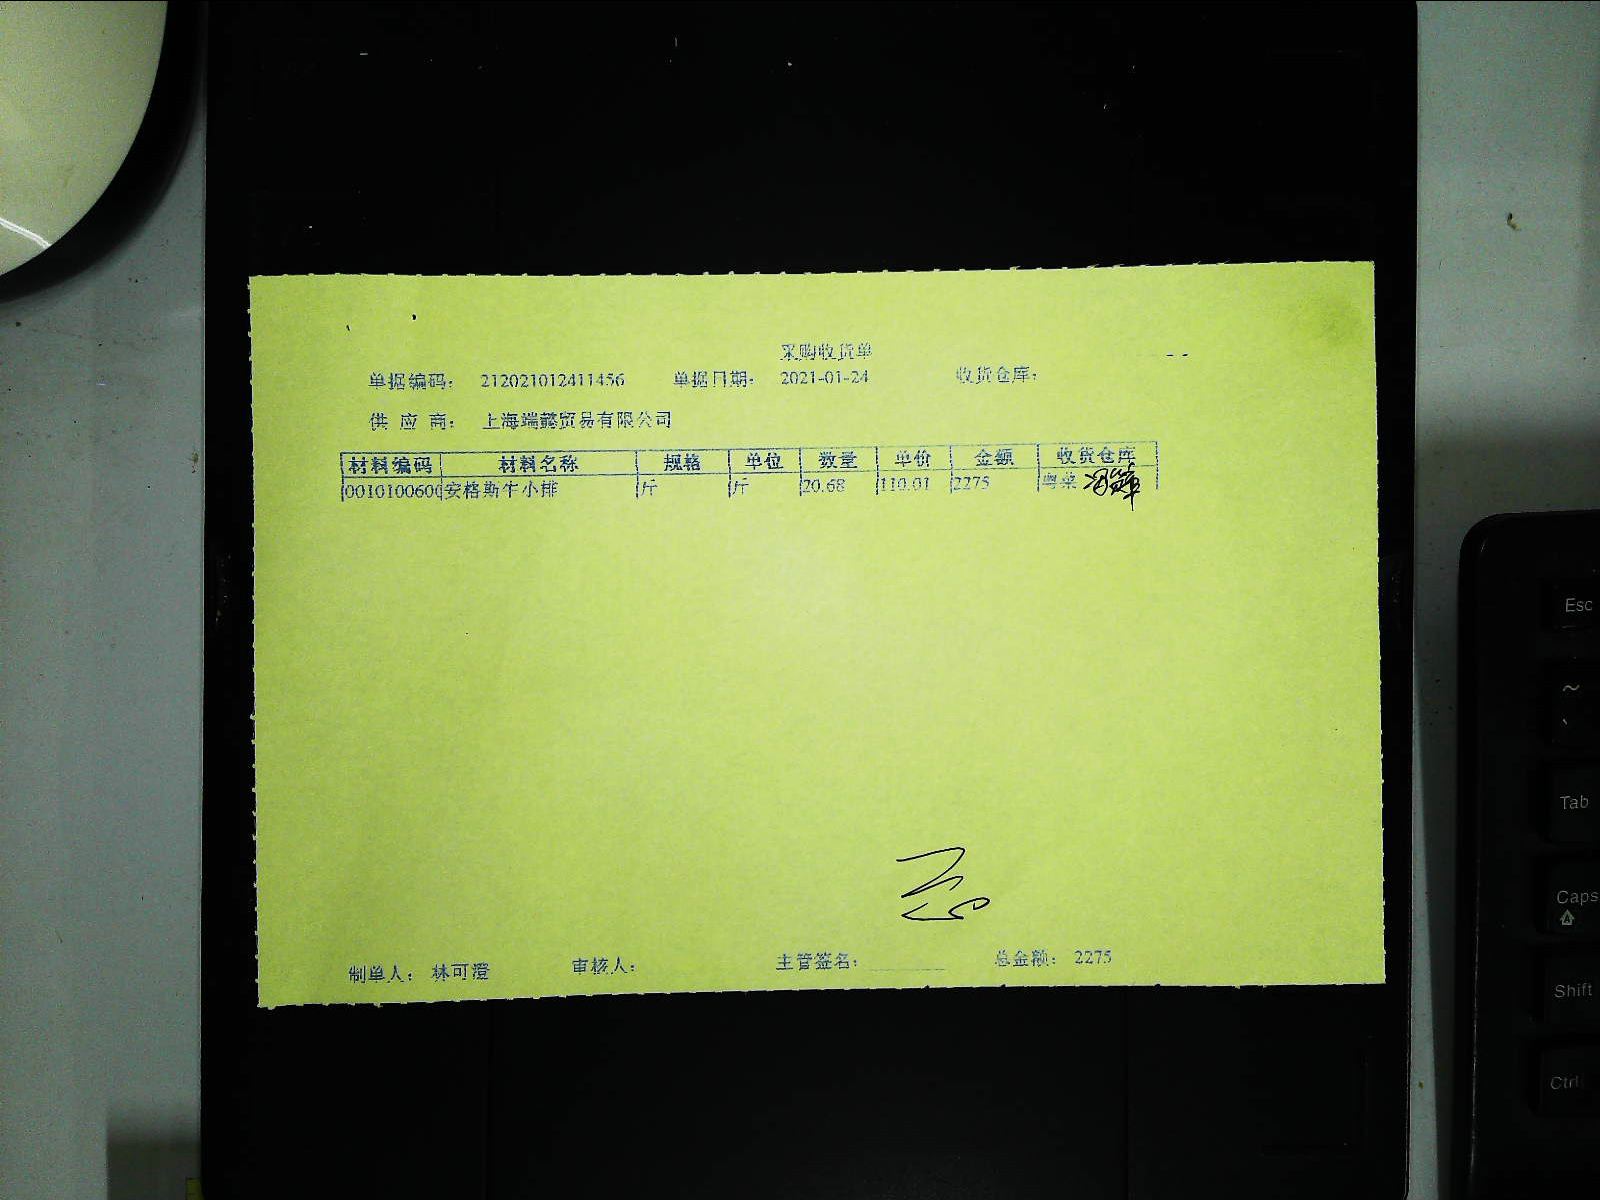 采购收货单
单据编码： 212021012411456 单据日期： 2021-01-24 收货仓库：
供 应 商： 上海端懿贸易有限公司
材料编码 材料名称 规格 单位 数量 单价 金额 收货仓库
0010100600 安格斯牛小排 斤 斤 20.68 110.01 2275 粤菜
制单人： 林可澄 审核人： 主管签名： 总金额： 2275
Esc
~
`
Tab
Caps
Shift
Ctrl